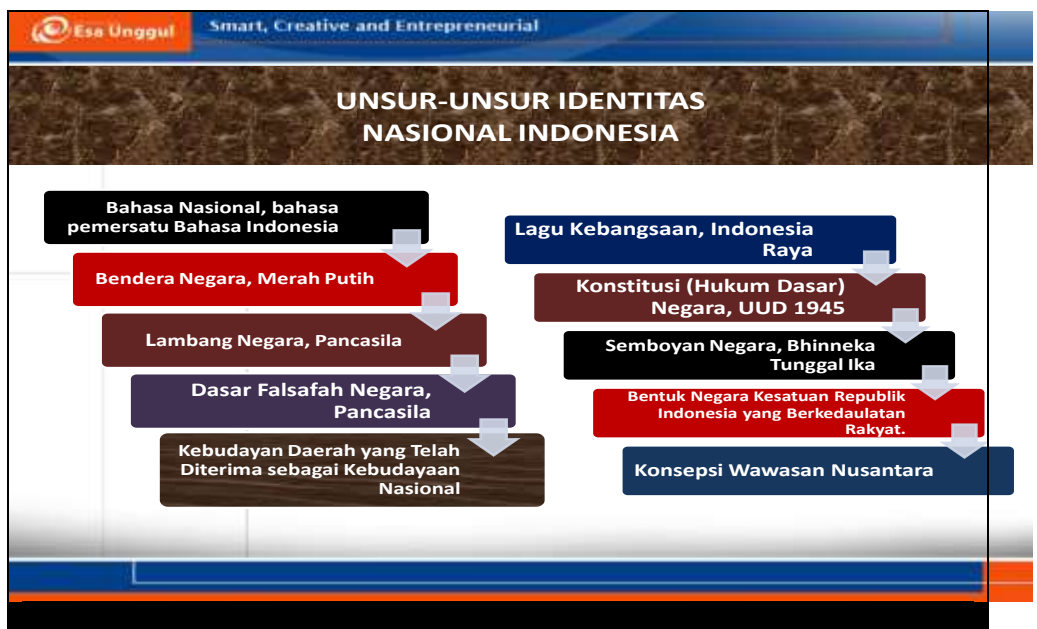 Esa Unggul
Smart, Creative and Entrepreneurial
UNSUR-UNSUR IDENTITAS
NASIONAL INDONESIA
Bahasa Nasional, bahasa
pemersatu Bahasa Indonesia
Bendera Negara, Merah Putih
Lambang Negara, Pancasila
Dasar Falsafah Negara,
Pancasila
Kebudayan Daerah yang Telah
Diterima sebagai Kebudayaan
Nasional
Lagu Kebangsaan, Indonesia
Raya
Konstitusi (Hukum Dasar)
Negara, UUD 1945
Semboyan Negara, Bhinneka
Tunggal Ika
Bentuk Negara Kesatuan Republik
Indonesia yang Berkedaulatan
Rakyat.
Konsepsi Wawasan Nusantara